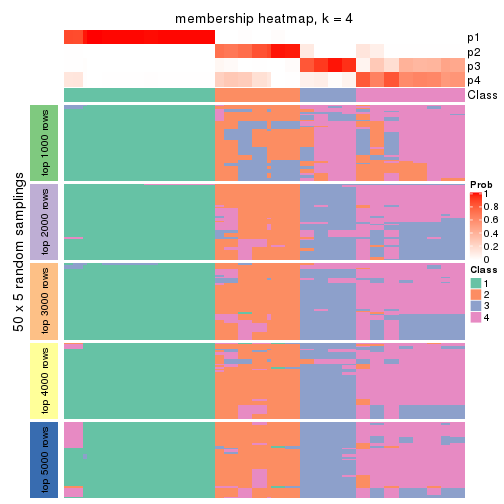 membership heatmap, k = 4
p1
p2
p3
p4
Class
50 x 5 random samplings
top 1000 rows
top 2000 rows
top 3000 rows
top 4000 rows
top 5000 rows
Prob
1
0.8
0.6
0.4
0.2
0
Class
1
2
3
4